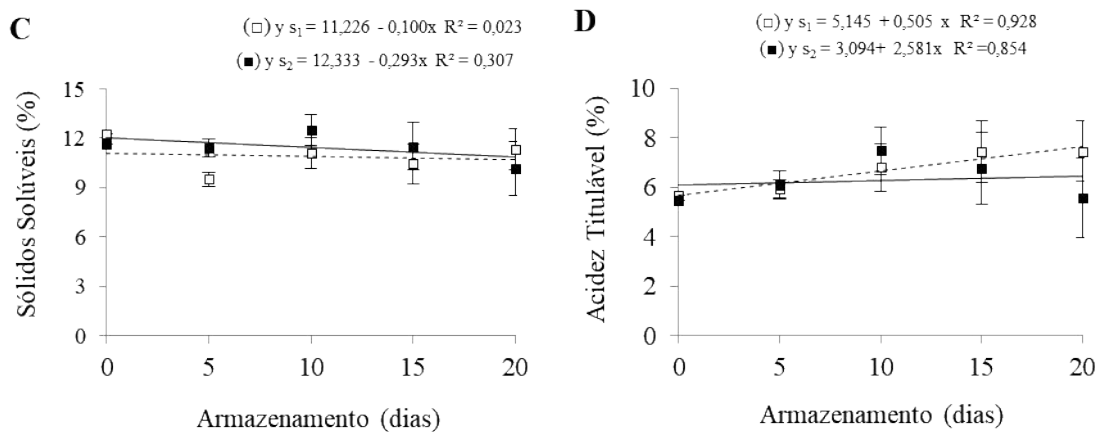 C
(□) y s₁ = 11,226 - 0,100x R² = 0,023
(■) y s₂ = 12,333 - 0,293x R² = 0,307
Sólidos Solúveis (%)
15
12
9
6
3
0
0 5 10 15 20
Armazenamento (dias)
D
(□) y s₁ = 5,145 + 0,505 x R² = 0,928
(■) y s₂ = 3,094+ 2,581x R² =0,854
Acidez Titulável (%)
10
8
6
4
2
0
0 5 10 15 20
Armazenamento (dias)